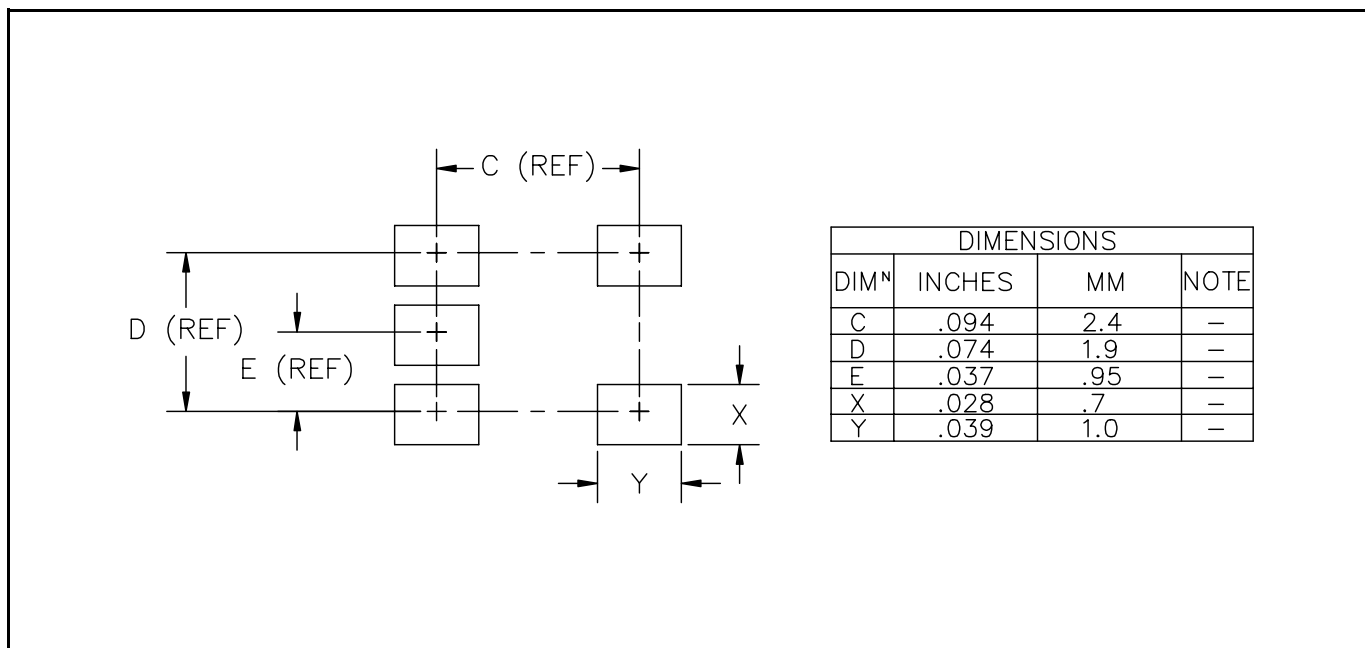 C (REF)
D (REF)
E (REF)
X
Y
DIMENSIONS
DIMᴺ INCHES MM NOTE
C .094 2.4 –
D .074 1.9 –
E .037 .95 –
X .028 .7 –
Y .039 1.0 –